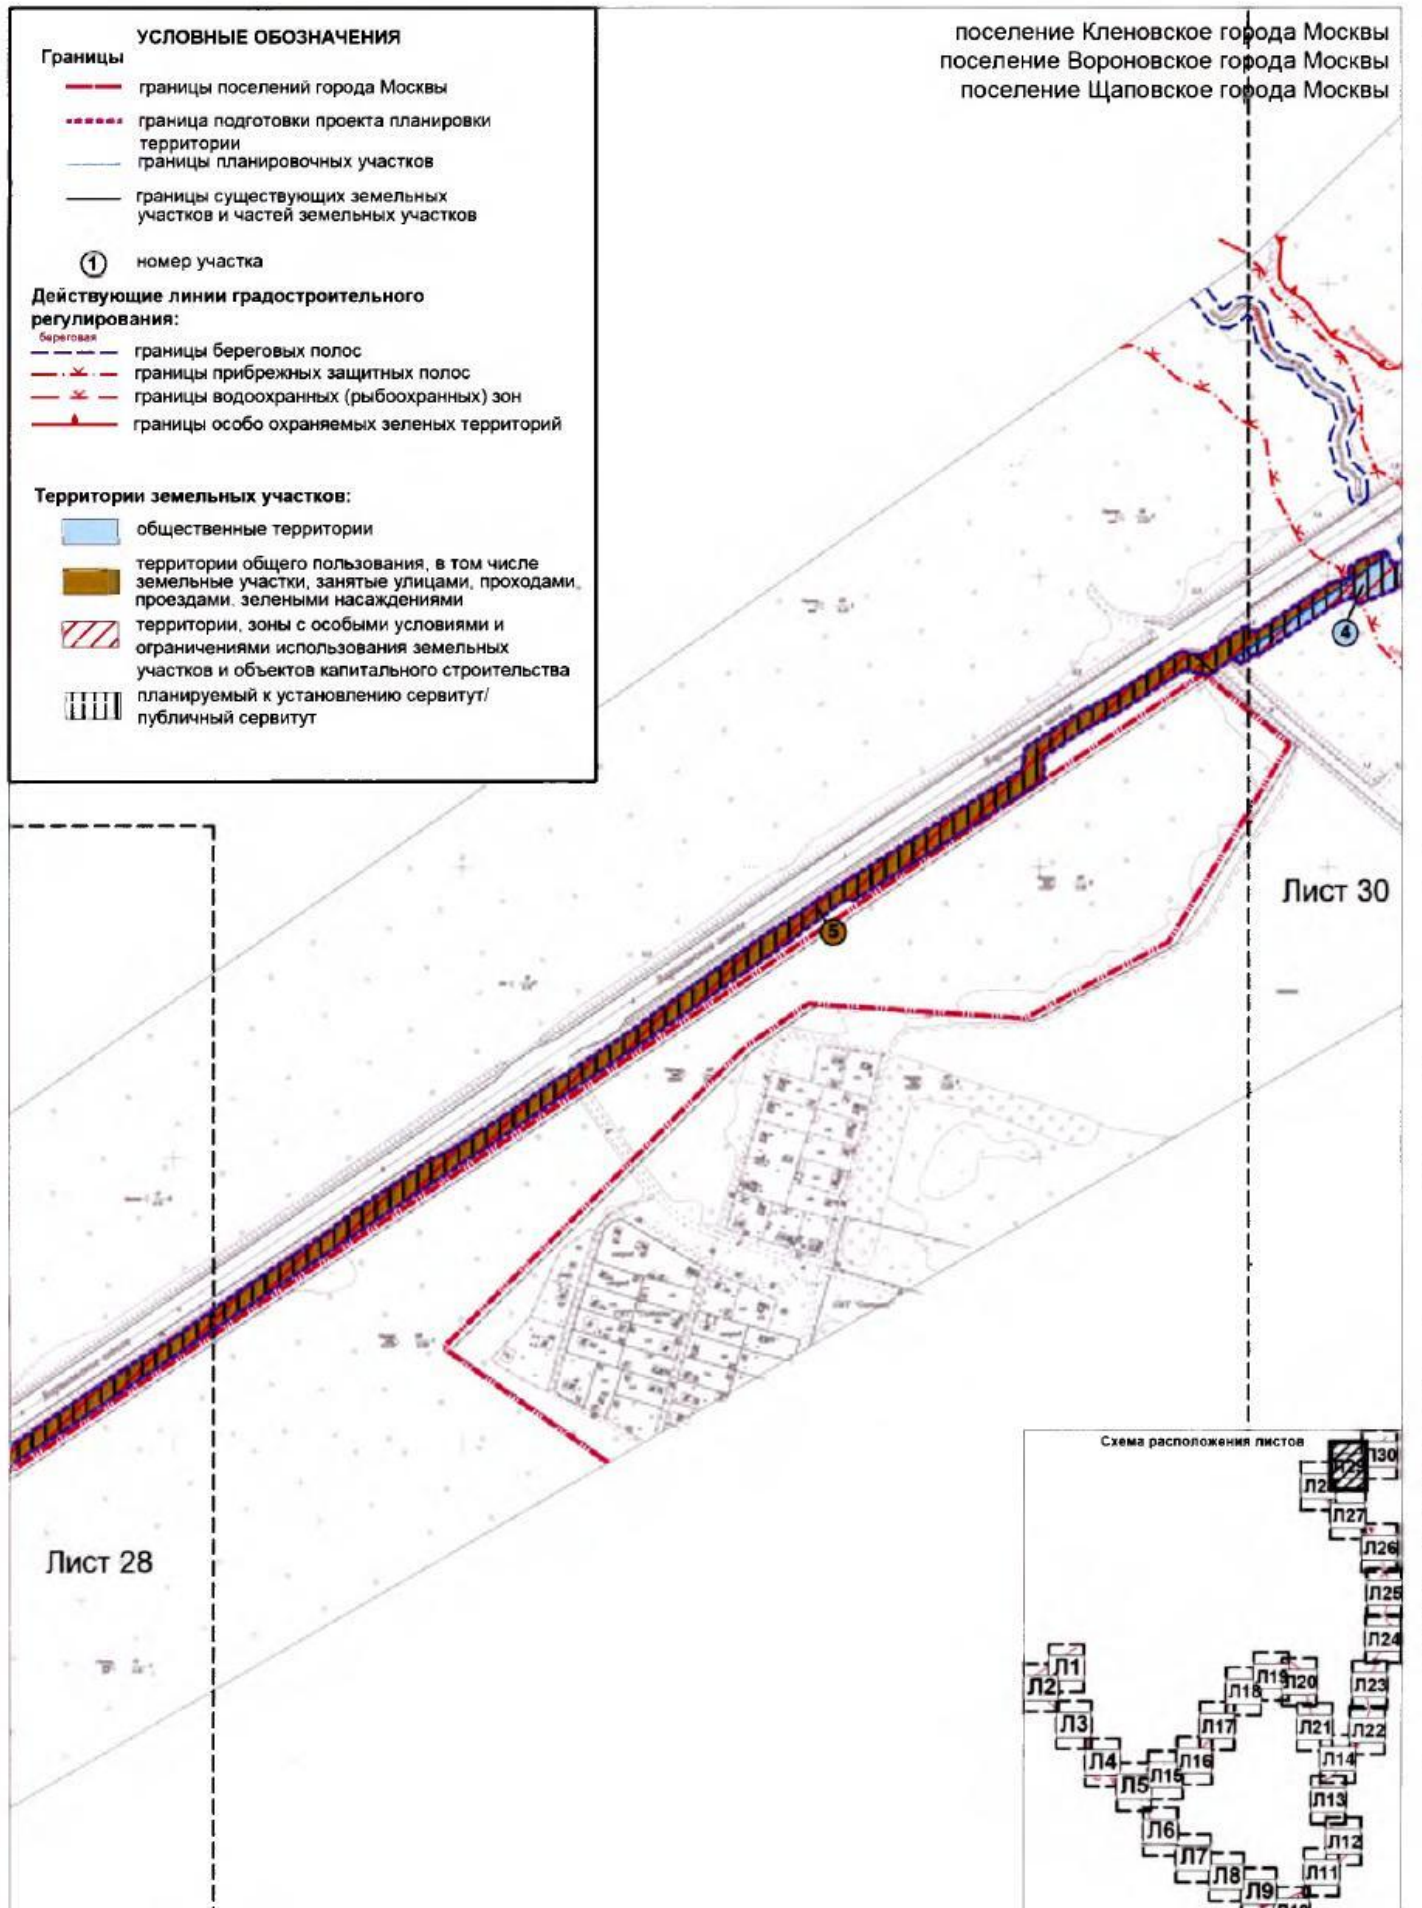 УСЛОВНЫЕ ОБОЗНАЧЕНИЯ
Границы
границы поселений города Москвы
граница подготовки проекта планировки
территории
границы планировочных участков
границы существующих земельных
участков и частей земельных участков
1
номер участка
Действующие линии градостроительного
регулирования:
береговая
границы береговых полос
границы прибрежных защитных полос
границы водоохранных (рыбоохранных) зон
границы особо охраняемых зеленых территорий
Территории земельных участков:
общественные территории
территории общего пользования, в том числе
земельные участки, занятые улицами, проходами,
проездами, зелеными насаждениями
территории, зоны с особыми условиями и
ограничениями использования земельных
участков и объектов капитального строительства
планируемый к установлению сервитут/
публичный сервитут
поселение Кленовское города Москвы
поселение Вороновское города Москвы
поселение Щаповское города Москвы
4
5
Лист 30
Лист 28
Схема расположения листов
Л29
Л30
Л2
Л27
Л26
Л25
Л24
Л23
Л22
Л1
Л2
Л3
Л4
Л5
Л6
Л7
Л8
Л9
Л11
Л12
Л13
Л14
Л15
Л16
Л17
Л18
Л19
Л20
Л21